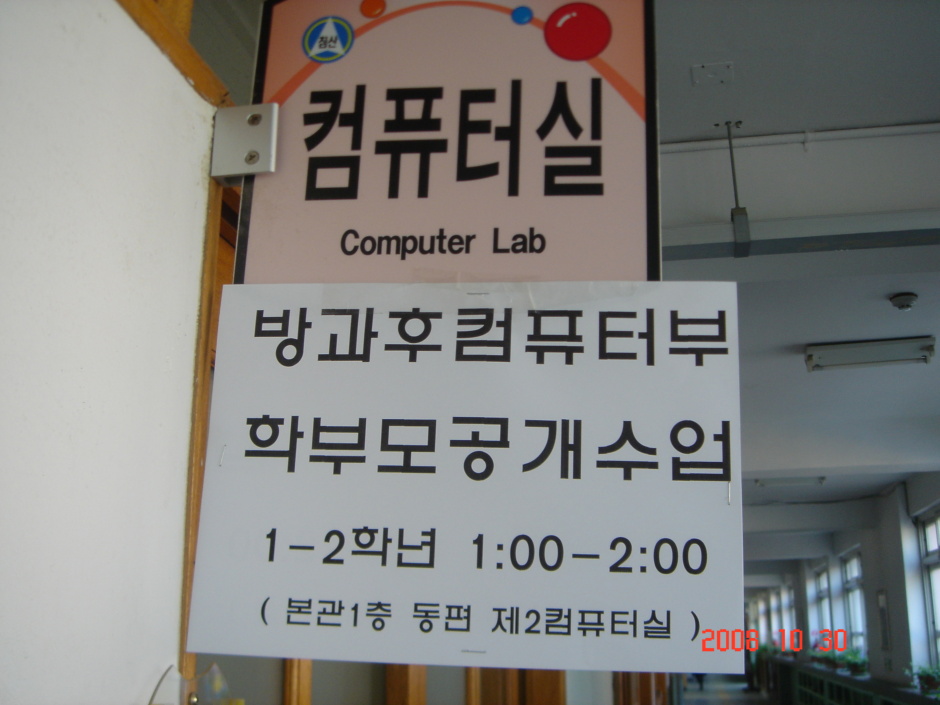 점산
컴퓨터실
Computer Lab
방과후컴퓨터부
학부모공개수업
1-2학년 1:00-2:00
( 본관1층 동편 제2컴퓨터실 )
2008 10 30